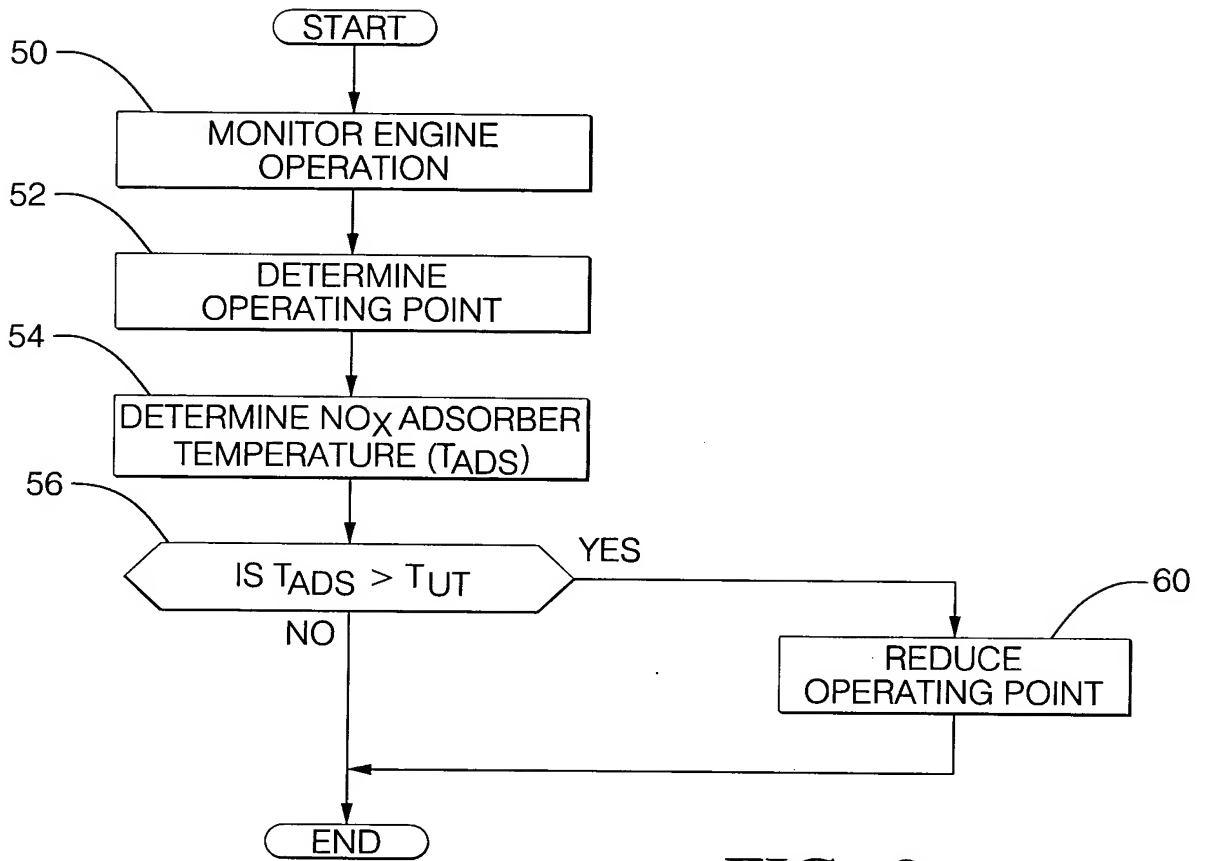 START
50
MONITOR ENGINE
OPERATION
52
DETERMINE
OPERATING POINT
54
DETERMINE NOX ADSORBER
TEMPERATURE (TADS)
56
IS TADS > TUT
YES
NO
60
REDUCE
OPERATING POINT
END